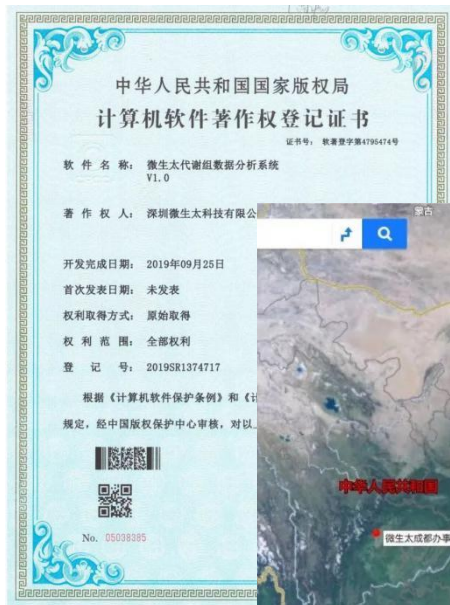 中华人民共和国国家版权局
计算机软件著作权登记证书
证书号： 软著登字第4795474号
软 件 名 称： 微生太代谢组数据分析系统
V1.0
著 作 权 人： 深圳微生太科技有限公
开发完成日期： 2019年09月25日
首次发表日期： 未发表
权利取得方式： 原始取得
权 利 范 围： 全部权利
登 记 号： 2019SR1374717
根据《计算机软件保护条例》和《计
规定，经中国版权保护中心审核，对以
No. 05038385
蒙古
中华人民共和国
微生太成都办事